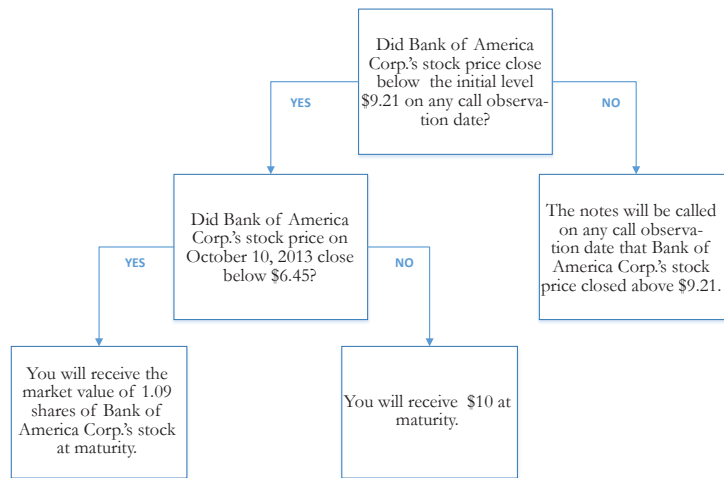 Did Bank of America
Corp.'s stock price close
below the initial level
$9.21 on any call observa-
tion date?
YES
NO
Did Bank of America
Corp.'s stock price on
October 10, 2013 close
below $6.45?
The notes will be called
on any call observa-
tion date that Bank of
America Corp.'s stock
price closed above $9.21.
YES
NO
You will receive the
market value of 1.09
shares of Bank of
America Corp.'s stock
at maturity.
You will receive $10 at
maturity.